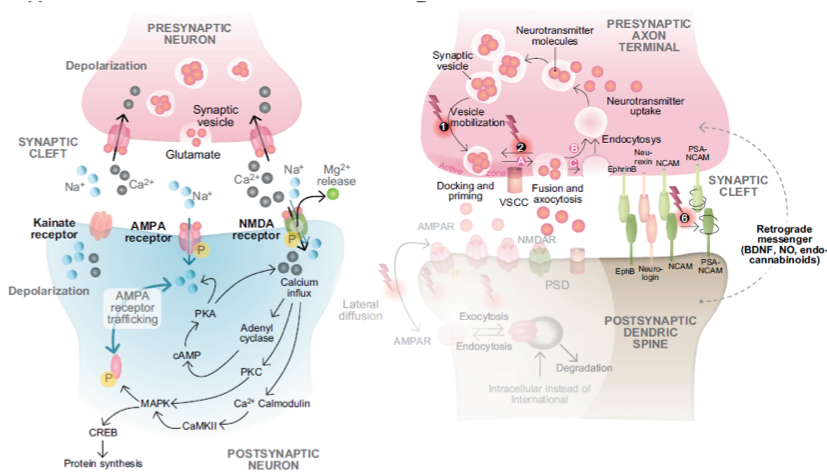 PRESYNAPTIC
NEURON
Depolarization
Synaptic
vesicle
SYNAPTIC
CLEFT
Glutamate
Na⁺
Ca²⁺
Na⁺
Ca²⁺
Na⁺
Mg²⁺
release
Kainate
receptor
AMPA
receptor
NMDA
receptor
P
P
Depolarization
AMPA
receptor
trafficking
Calcium
influx
PKA
Adenyl
cyclase
cAMP
PKC
P
MAPK
Ca²⁺ Calmodulin
CaMKII
CREB
Protein synthesis
POSTSYNAPTIC
NEURON
PRESYNAPTIC
AXON
TERMINAL
Neurotransmitter
molecules
Synaptic
vesicle
Neurotransmitter
uptake
Vesicle
mobilization
1
2
Endocytosys
A
B
C
Active zone
Docking and
priming
VSCC
Fusion and
axocytosis
EphrinB
Neu-
rexin
NCAM
PSA-
NCAM
SYNAPTIC
CLEFT
6
Retrograde
messenger
(BDNF, NO, endo-
cannabinoids)
AMPAR
NMDAR
EphB
Neuro-
login
NCAM
PSA-
NCAM
P
PSD
Lateral
diffusion
POSTSYNAPTIC
DENDRIC
SPINE
Exocytosis
AMPAR
Endocytosis
Degradation
Intracellular instead of
International